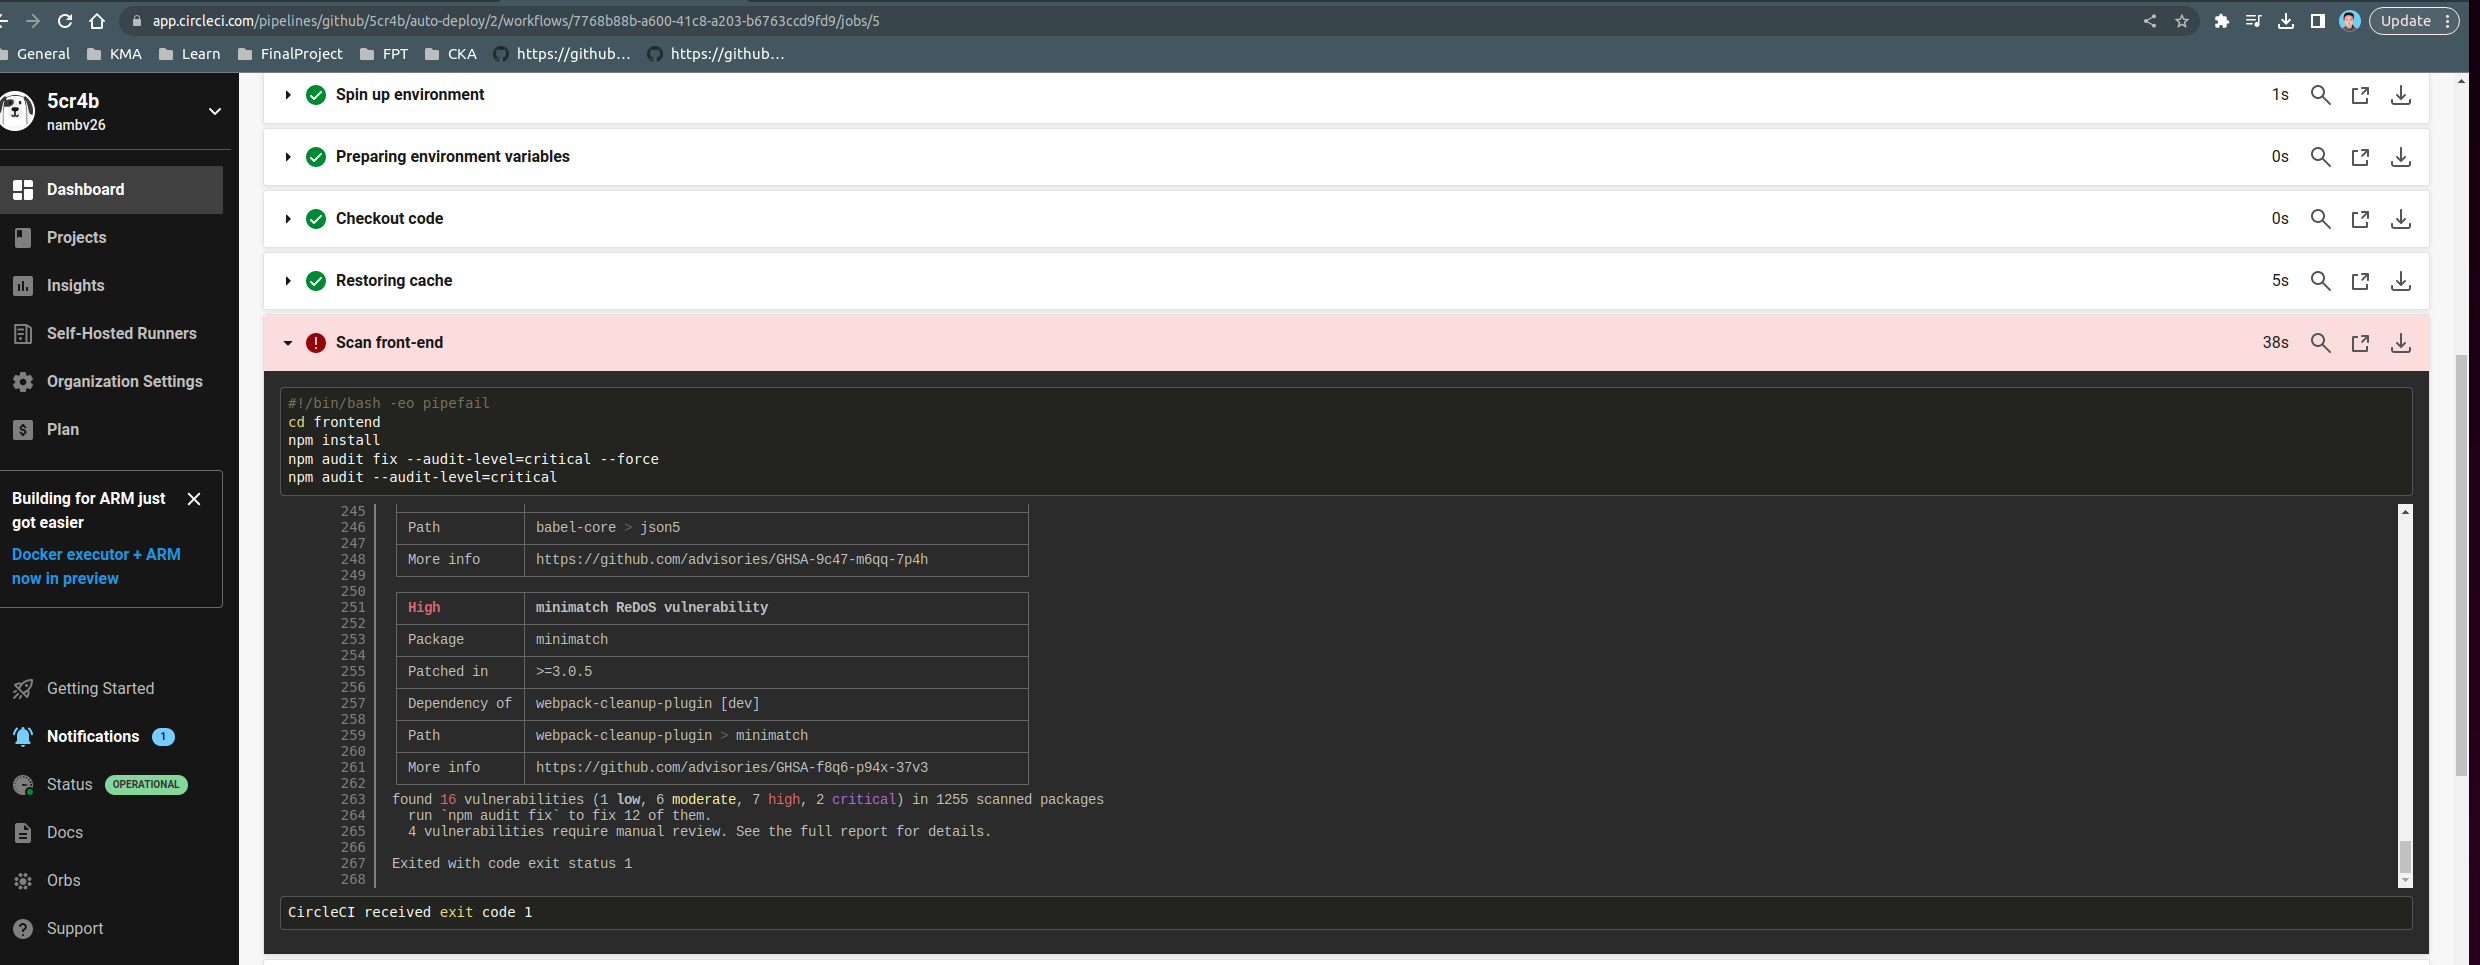 app.circleci.com/pipelines/github/5cr4b/auto-deploy/2/workflows/7768b88b-a600-41c8-a203-b6763ccd9fd9/jobs/5
Update
General KMA Learn FinalProject FPT CKA https://github... https://github...
5cr4b
nambv26
Dashboard
Projects
Insights
Self-Hosted Runners
Organization Settings
Plan
Building for ARM just
got easier
Docker executor + ARM
now in preview
Getting Started
Notifications 1
Status OPERATIONAL
Docs
Orbs
Support
Spin up environment 1s
Preparing environment variables 0s
Checkout code 0s
Restoring cache 5s
Scan front-end 38s
#!/bin/bash -eo pipefail
cd frontend
npm install
npm audit fix --audit-level=critical --force
npm audit --audit-level=critical
245
246 Path babel-core > json5
247
248 More info https://github.com/advisories/GHSA-9c47-m6qq-7p4h
249
250
251 High minimatch ReDoS vulnerability
252
253 Package minimatch
254
255 Patched in >=3.0.5
256
257 Dependency of webpack-cleanup-plugin [dev]
258
259 Path webpack-cleanup-plugin > minimatch
260
261 More info https://github.com/advisories/GHSA-f8q6-p94x-37v3
262
263 found 16 vulnerabilities (1 low, 6 moderate, 7 high, 2 critical) in 1255 scanned packages
264 run `npm audit fix` to fix 12 of them.
265 4 vulnerabilities require manual review. See the full report for details.
266
267 Exited with code exit status 1
268
CircleCI received exit code 1